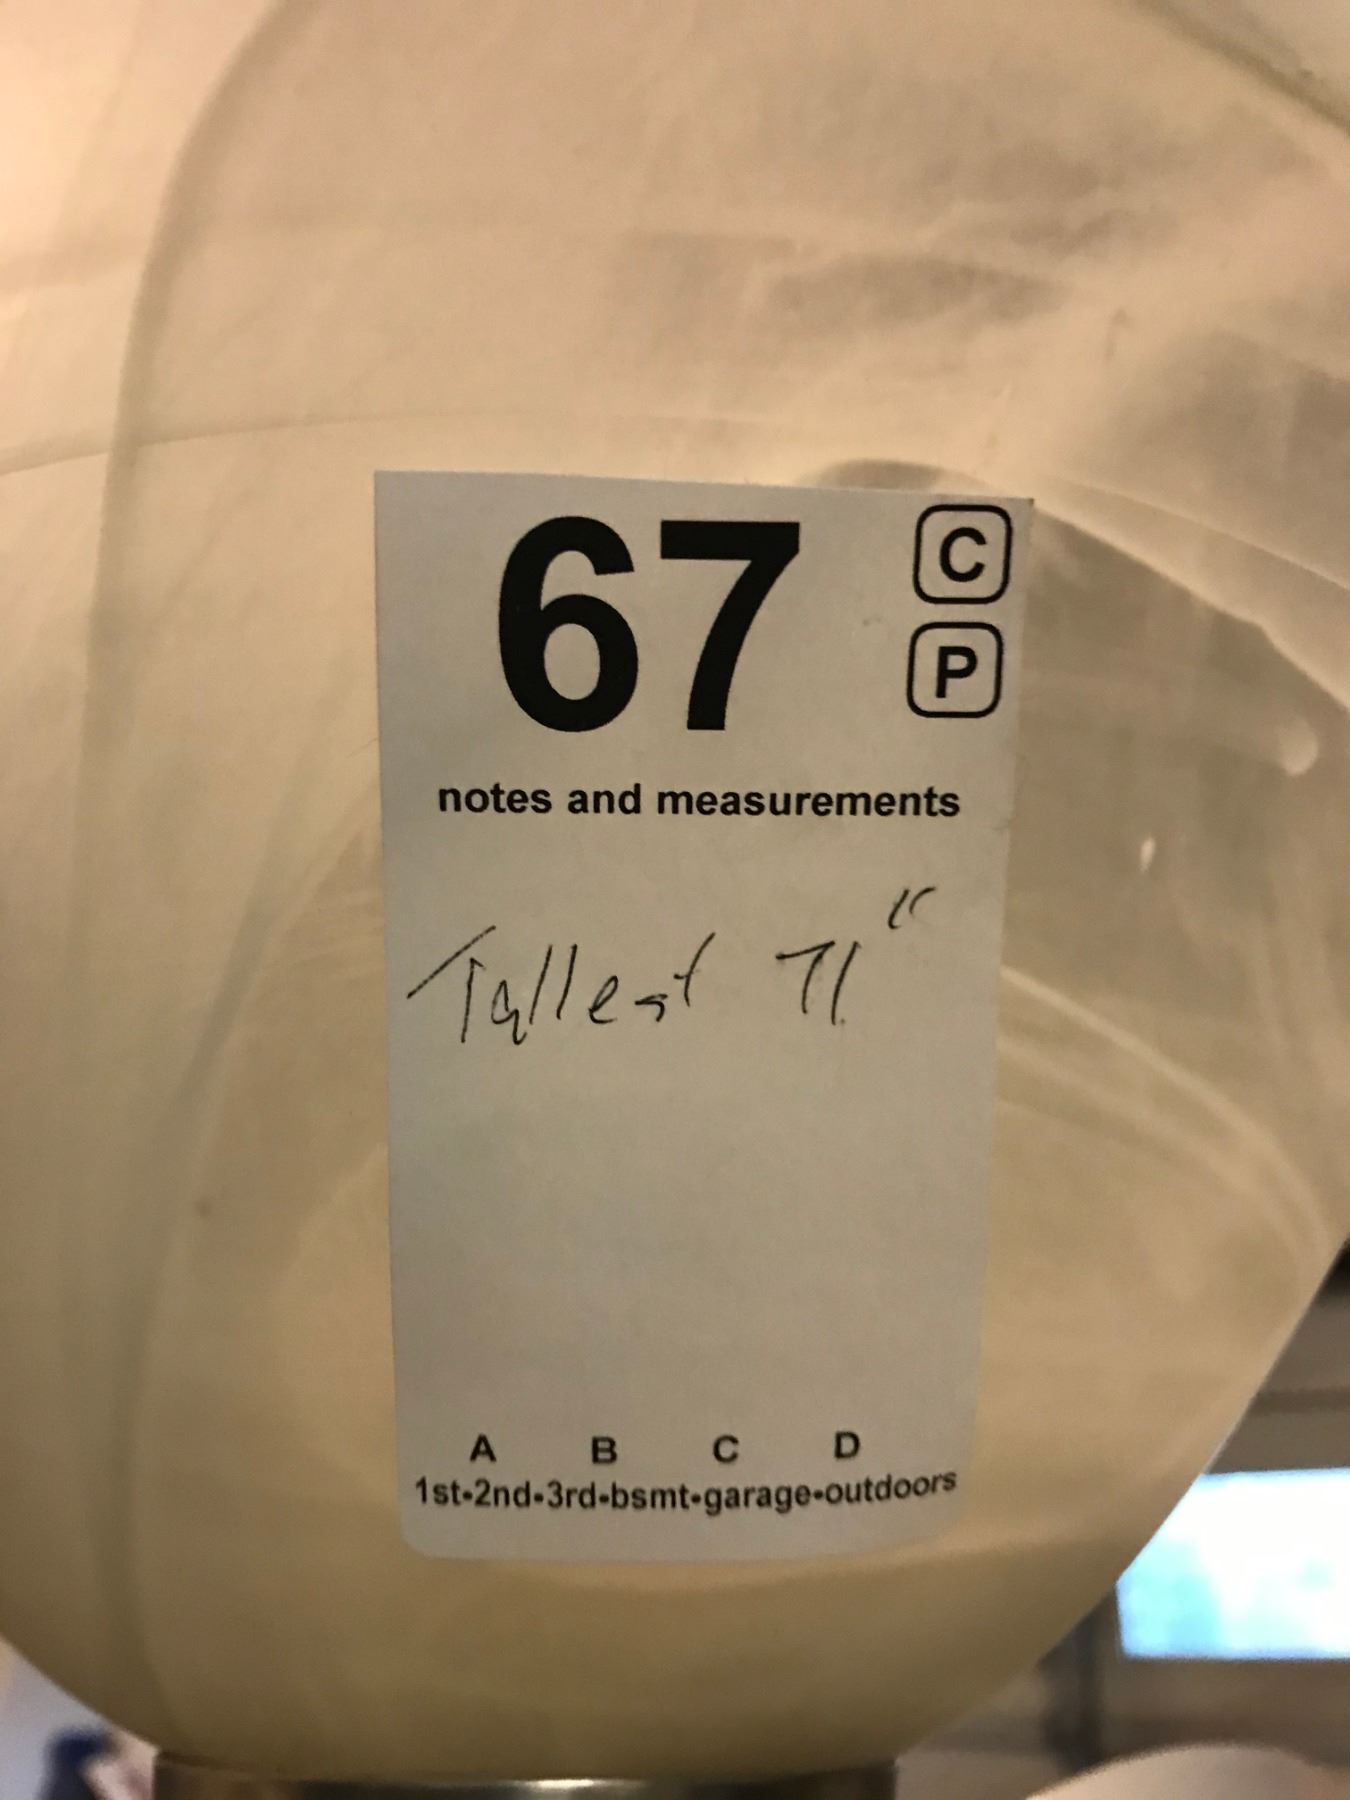 67 C
P
notes and measurements
Tallest 71"
A B C D
1st-2nd-3rd-bsmt-garage-outdoors